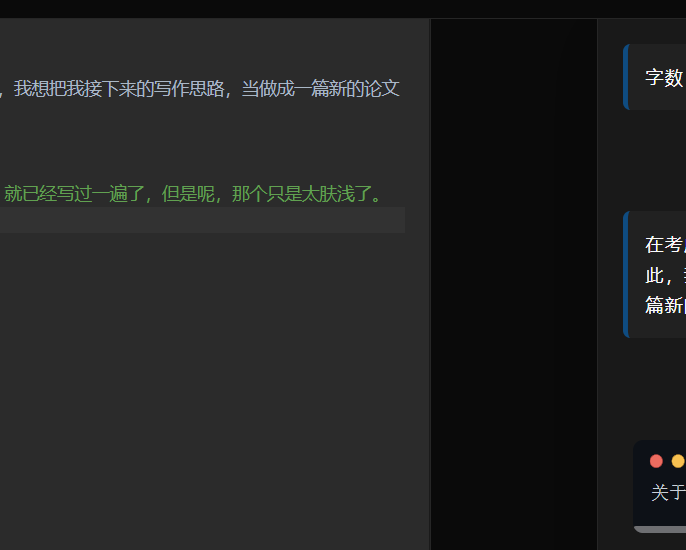 ，我想把我接下来的写作思路，当做成一篇新的论文
就已经写过一遍了，但是呢，那个只是太肤浅了。
字数
在考
此，
篇新
关于